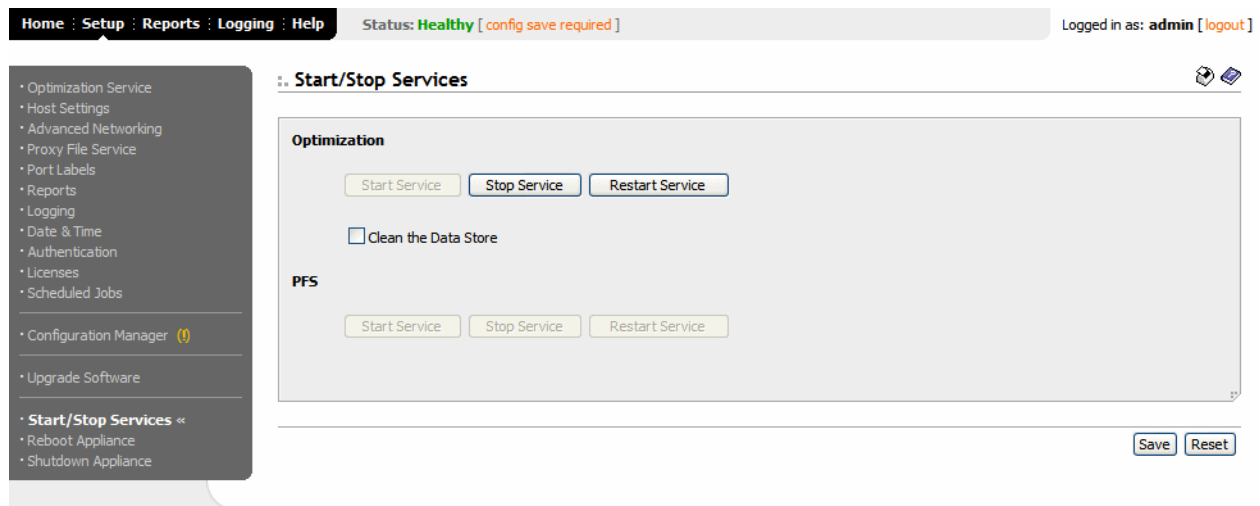 Home Setup Reports Logging Help Status: Healthy [ config save required ] Logged in as: admin [ logout ]
• Optimization Service
• Host Settings
• Advanced Networking
• Proxy File Service
• Port Labels
• Reports
• Logging
• Date & Time
• Authentication
• Licenses
• Scheduled Jobs
• Configuration Manager (!)
• Upgrade Software
• Start/Stop Services «
• Reboot Appliance
• Shutdown Appliance
:. Start/Stop Services
Optimization
Start Service Stop Service Restart Service
Clean the Data Store
PFS
Start Service Stop Service Restart Service
Save Reset